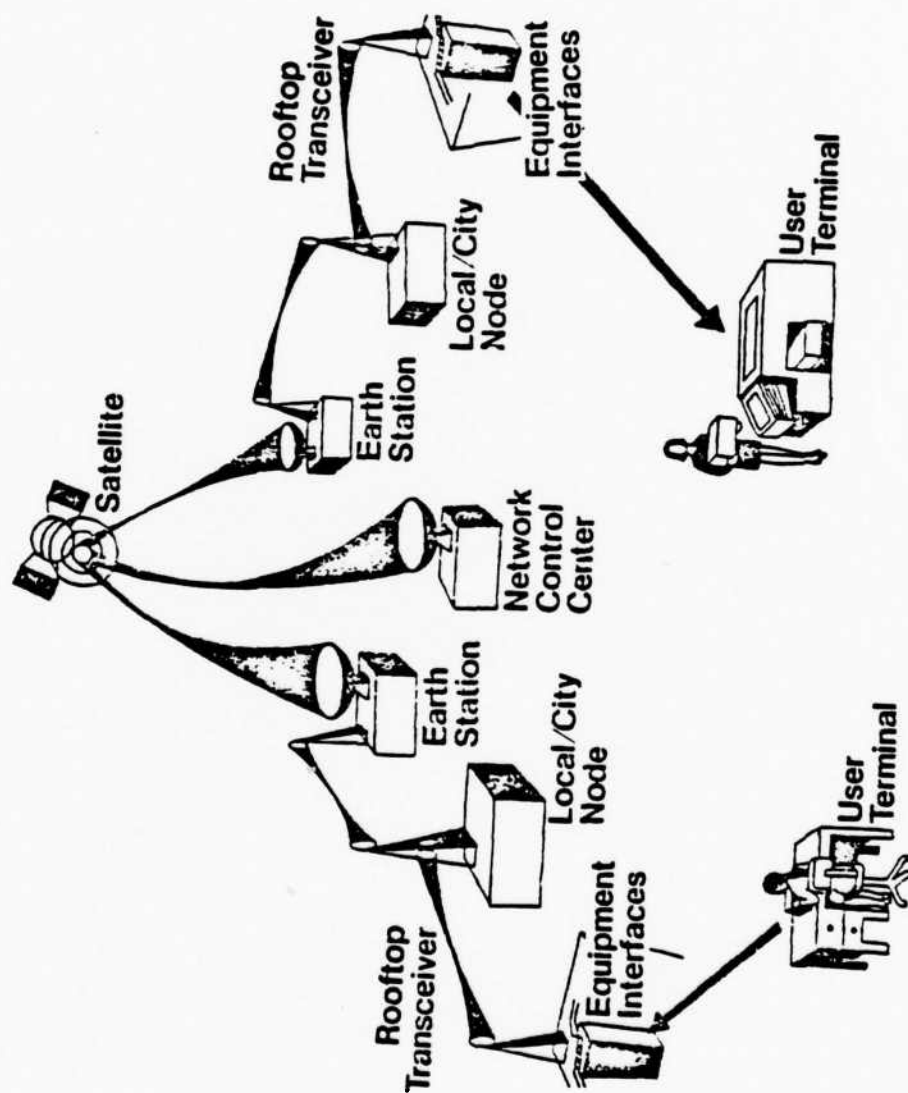 Satellite
Rooftop
Transceiver
Earth
Station
Network
Control
Center
Earth
Station
Local/City
Node
Rooftop
Transceiver
Local/City
Node
Equipment
Interfaces
Equipment
Interfaces
User
Terminal
User
Terminal